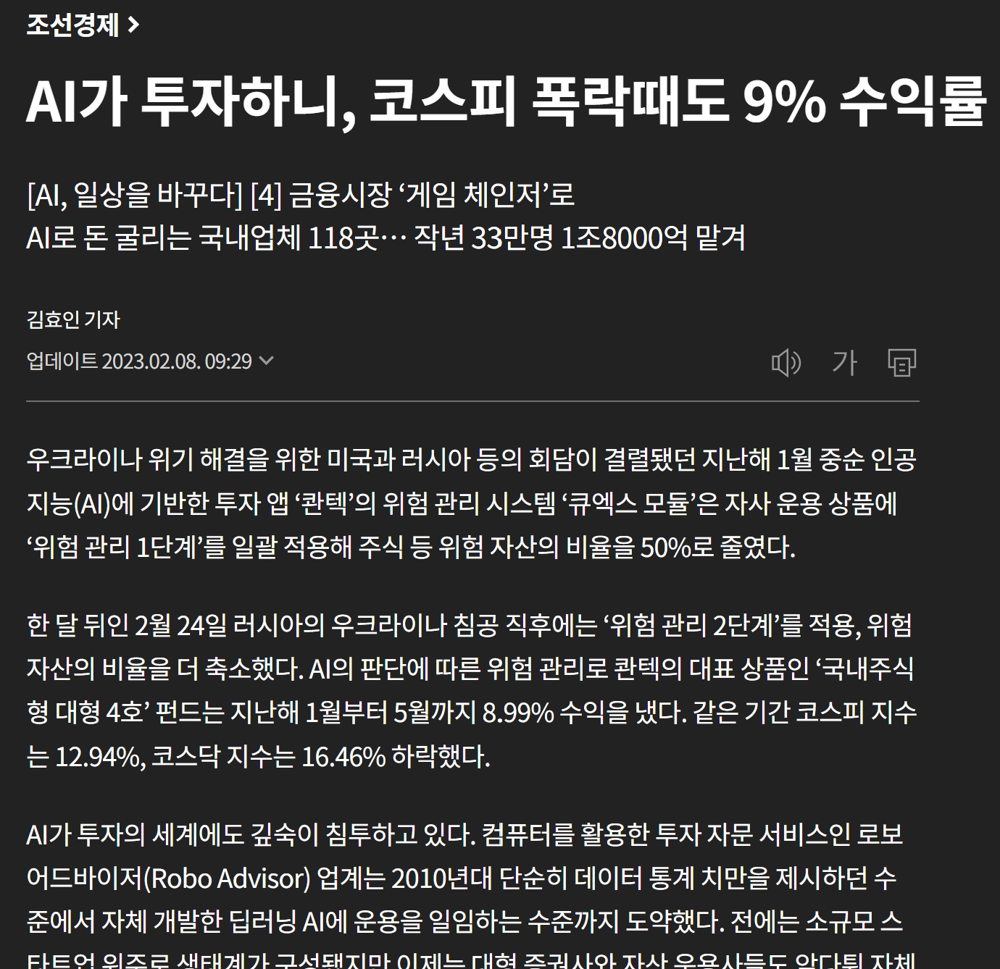 조선경제 >
AI가 투자하니, 코스피 폭락때도 9% 수익률
[AI, 일상을 바꾸다] [4] 금융시장 ‘게임 체인저’로
AI로 돈 굴리는 국내업체 118곳… 작년 33만명 1조8000억 맡겨
김효인 기자
업데이트 2023.02.08. 09:29
가
우크라이나 위기 해결을 위한 미국과 러시아 등의 회담이 결렬됐던 지난해 1월 중순 인공
지능(AI)에 기반한 투자 앱 ‘콴텍’의 위험 관리 시스템 ‘큐엑스 모듈’은 자사 운용 상품에
‘위험 관리 1단계’를 일괄 적용해 주식 등 위험 자산의 비율을 50%로 줄였다.
한 달 뒤인 2월 24일 러시아의 우크라이나 침공 직후에는 ‘위험 관리 2단계’를 적용, 위험
자산의 비율을 더 축소했다. AI의 판단에 따른 위험 관리로 콴텍의 대표 상품인 ‘국내주식
형 대형 4호’ 펀드는 지난해 1월부터 5월까지 8.99% 수익을 냈다. 같은 기간 코스피 지수
는 12.94%, 코스닥 지수는 16.46% 하락했다.
AI가 투자의 세계에도 깊숙이 침투하고 있다. 컴퓨터를 활용한 투자 자문 서비스인 로보
어드바이저(Robo Advisor) 업계는 2010년대 단순히 데이터 통계 치만을 제시하던 수
준에서 자체 개발한 딥러닝 AI에 운용을 일임하는 수준까지 도약했다. 전에는 소규모 스
타트업 위주로 생태계가 구성됐지만 이제는 대형 증권사와 자산 운용사들도 앞다퉈 자체